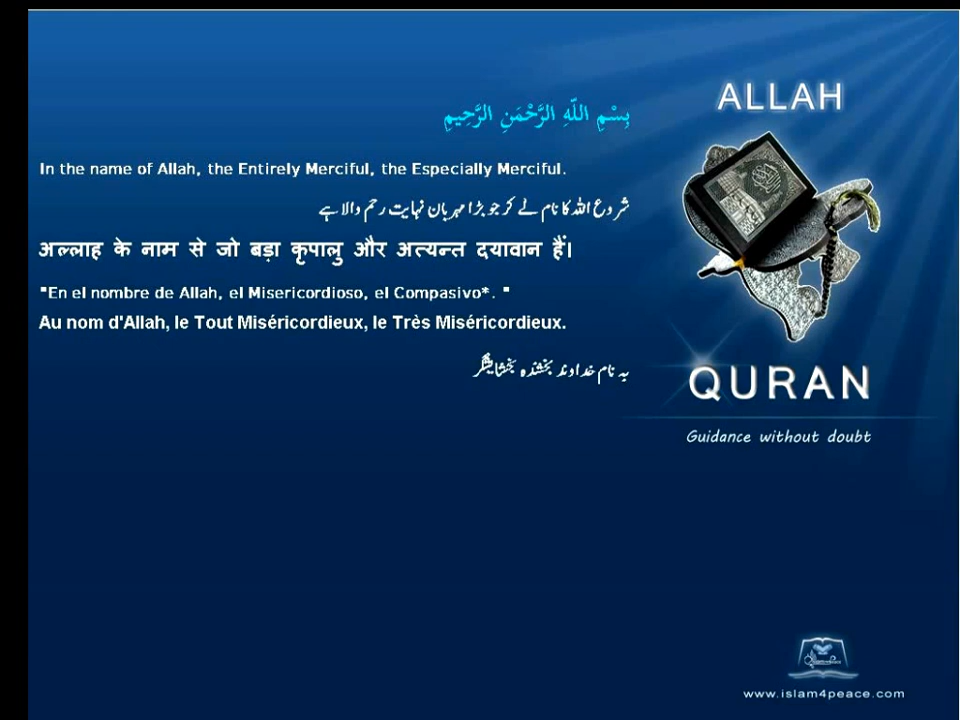 بِسْمِ اللّهِ الرَّحْمَنِ الرَّحِيمِ
In the name of Allah, the Entirely Merciful, the Especially Merciful.
شروع الله کا نام لے کر جو بڑا مہربان نہایت رحم والا ہے
अल्लाह के नाम से जो बड़ा कृपालु और अत्यन्त दयावान हैं।
"En el nombre de Allah, el Misericordioso, el Compasivo*. "
Au nom d'Allah, le Tout Miséricordieux, le Très Miséricordieux.
به نام خداوند بخشنده بخشایشگر
ALLAH
QURAN
Guidance without doubt
www.islam4peace.com